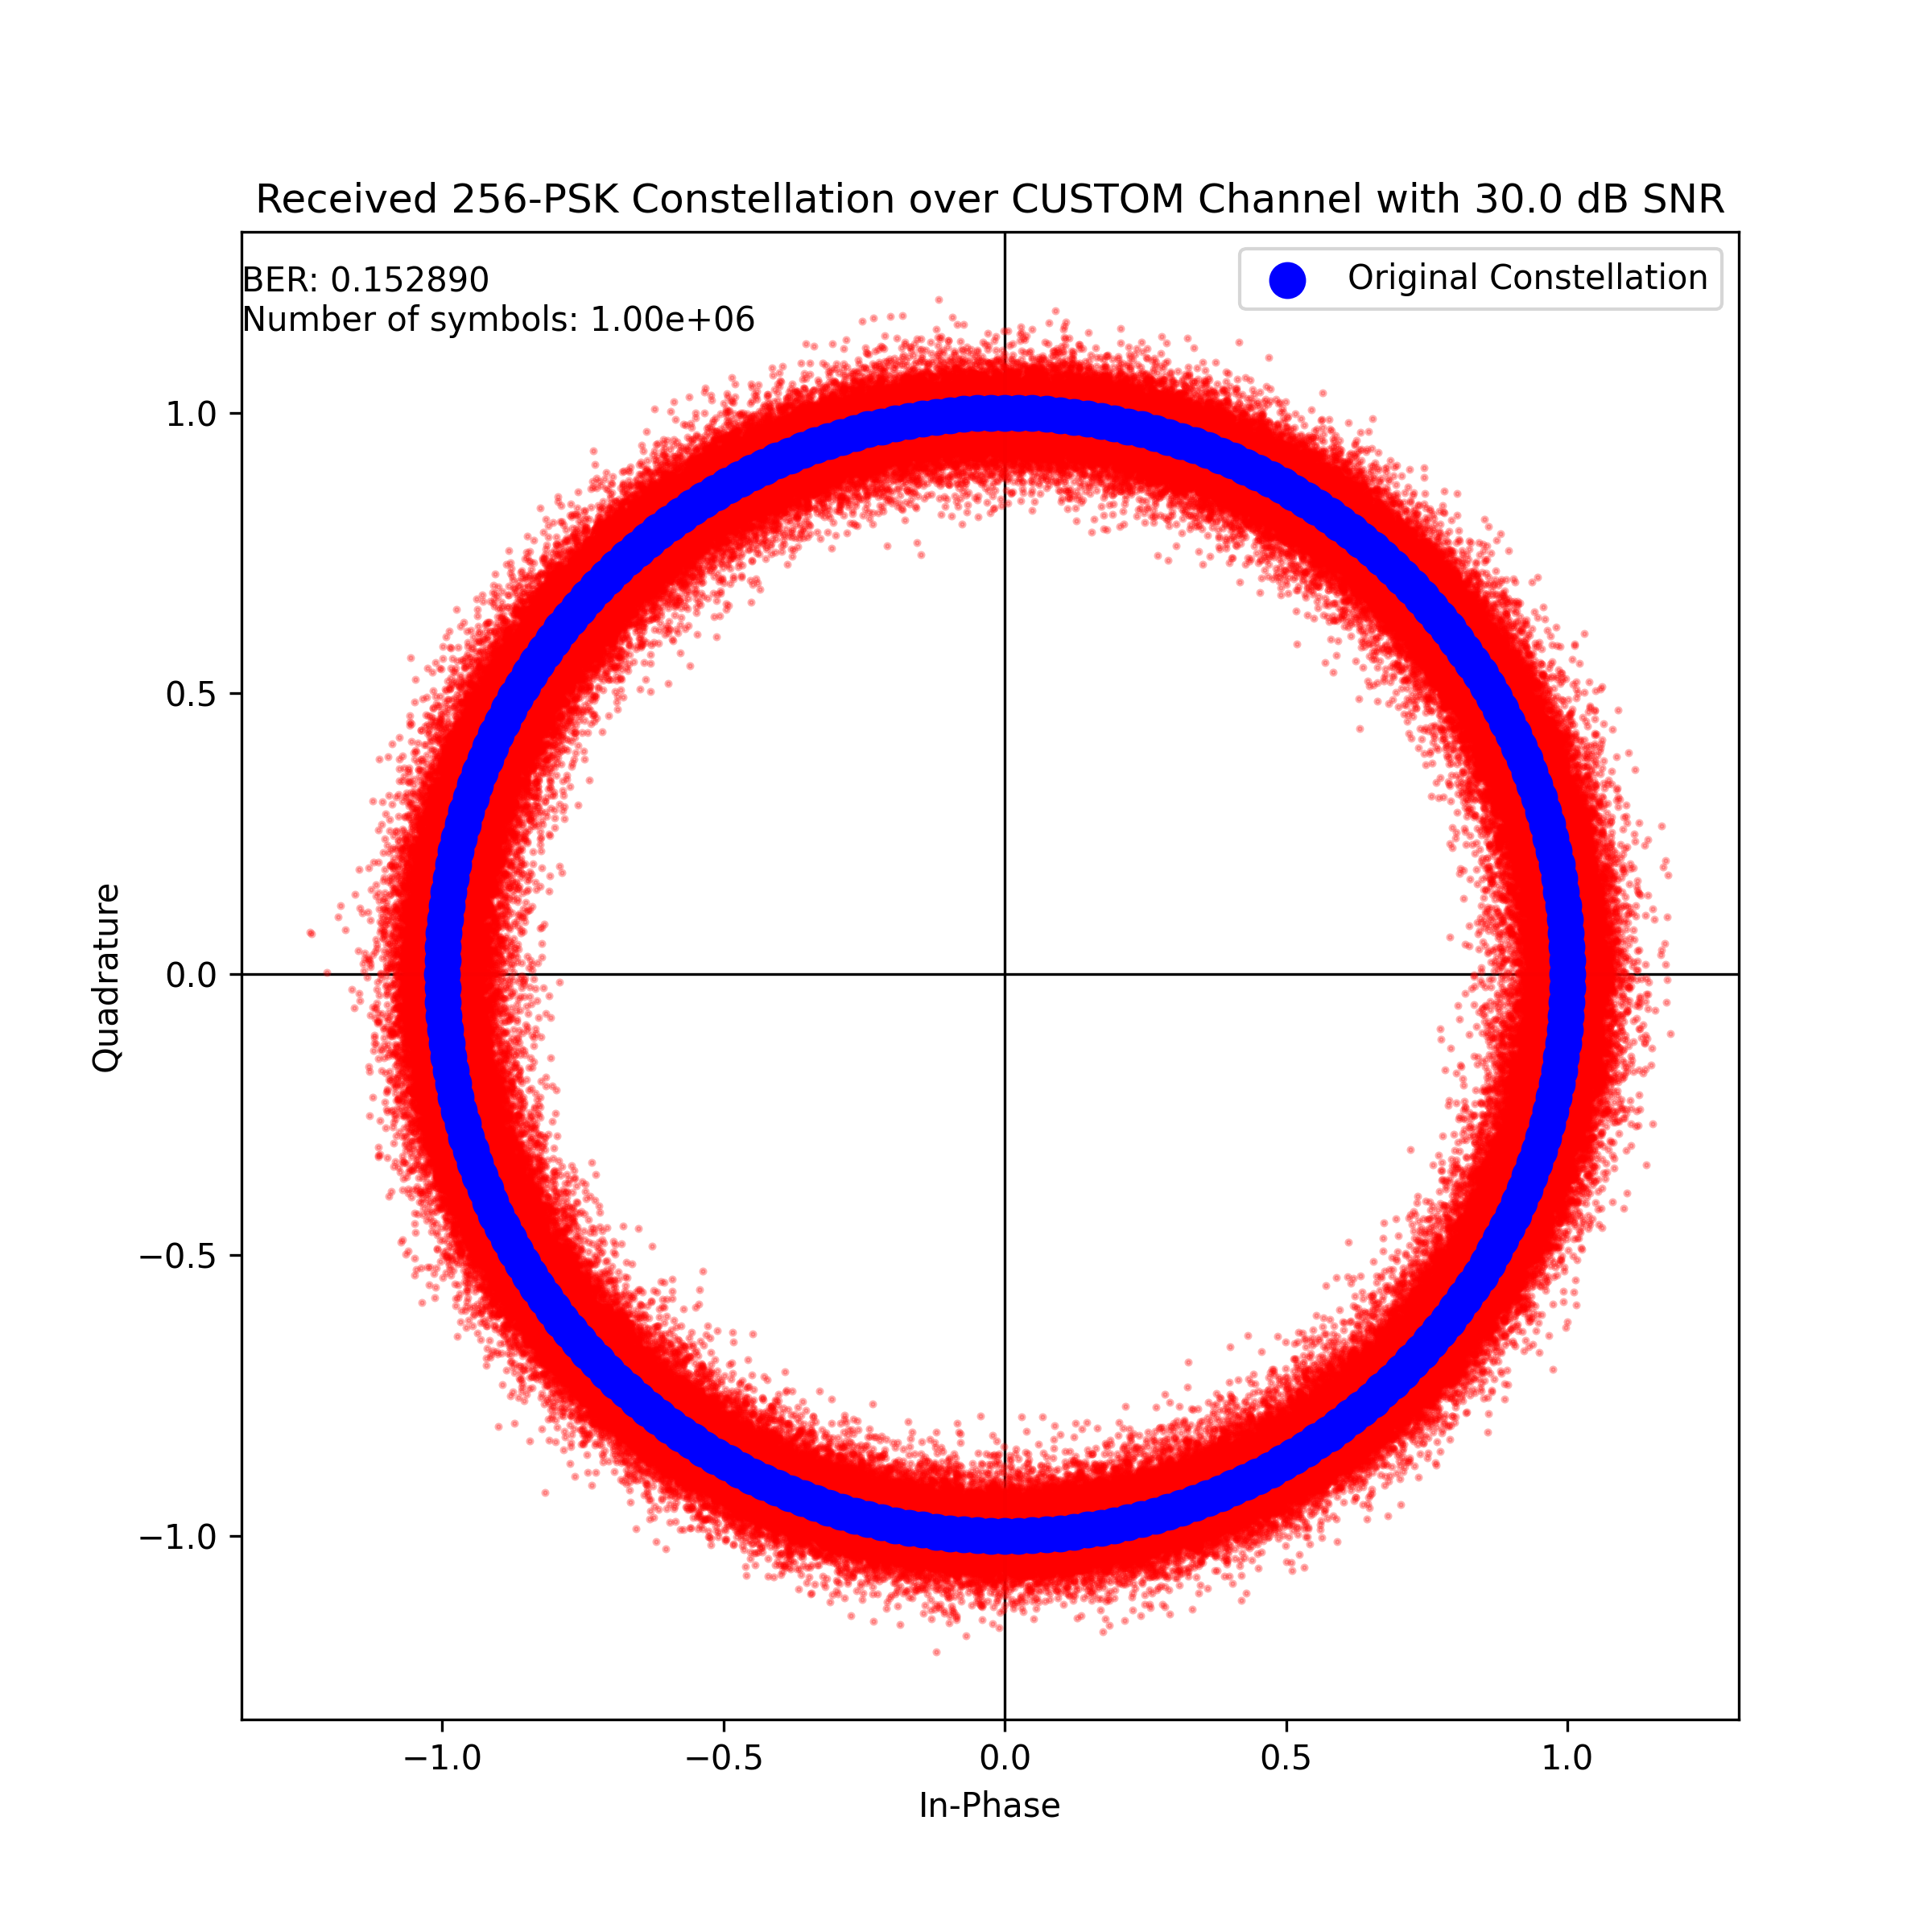 Received 256-PSK Constellation over CUSTOM Channel with 30.0 dB SNR
BER: 0.152890
Number of symbols: 1.00e+06
Original Constellation
1.0
0.5
0.0
−0.5
−1.0
Quadrature
−1.0
−0.5
0.0
0.5
1.0
In-Phase